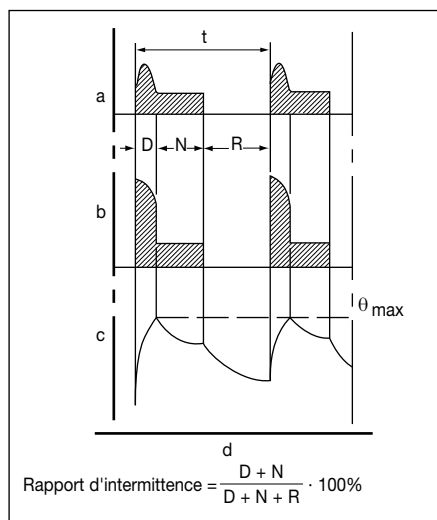 t
a
D N R
b
θ max
c
d
Rapport d'intermittence = D + N / D + N + R · 100%